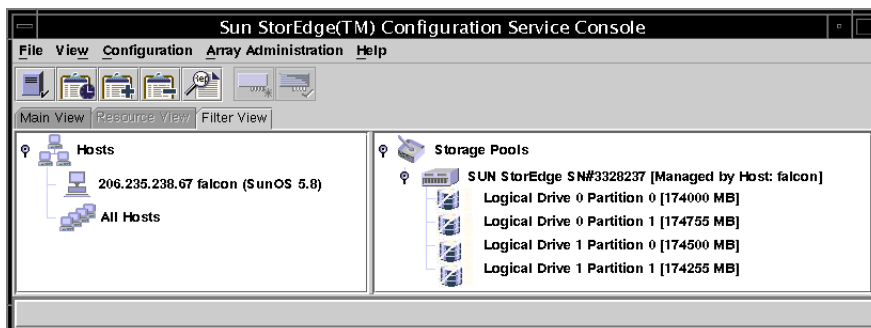 Sun StorEdge(TM) Configuration Service Console
File View Configuration Array Administration Help
Main View Resource View Filter View
Hosts
206.235.238.67 falcon (SunOS 5.8)
All Hosts
Storage Pools
SUN StorEdge SN#3328237 [Managed by Host: falcon]
Logical Drive 0 Partition 0 [174000 MB]
Logical Drive 0 Partition 1 [174755 MB]
Logical Drive 1 Partition 0 [174500 MB]
Logical Drive 1 Partition 1 [174255 MB]